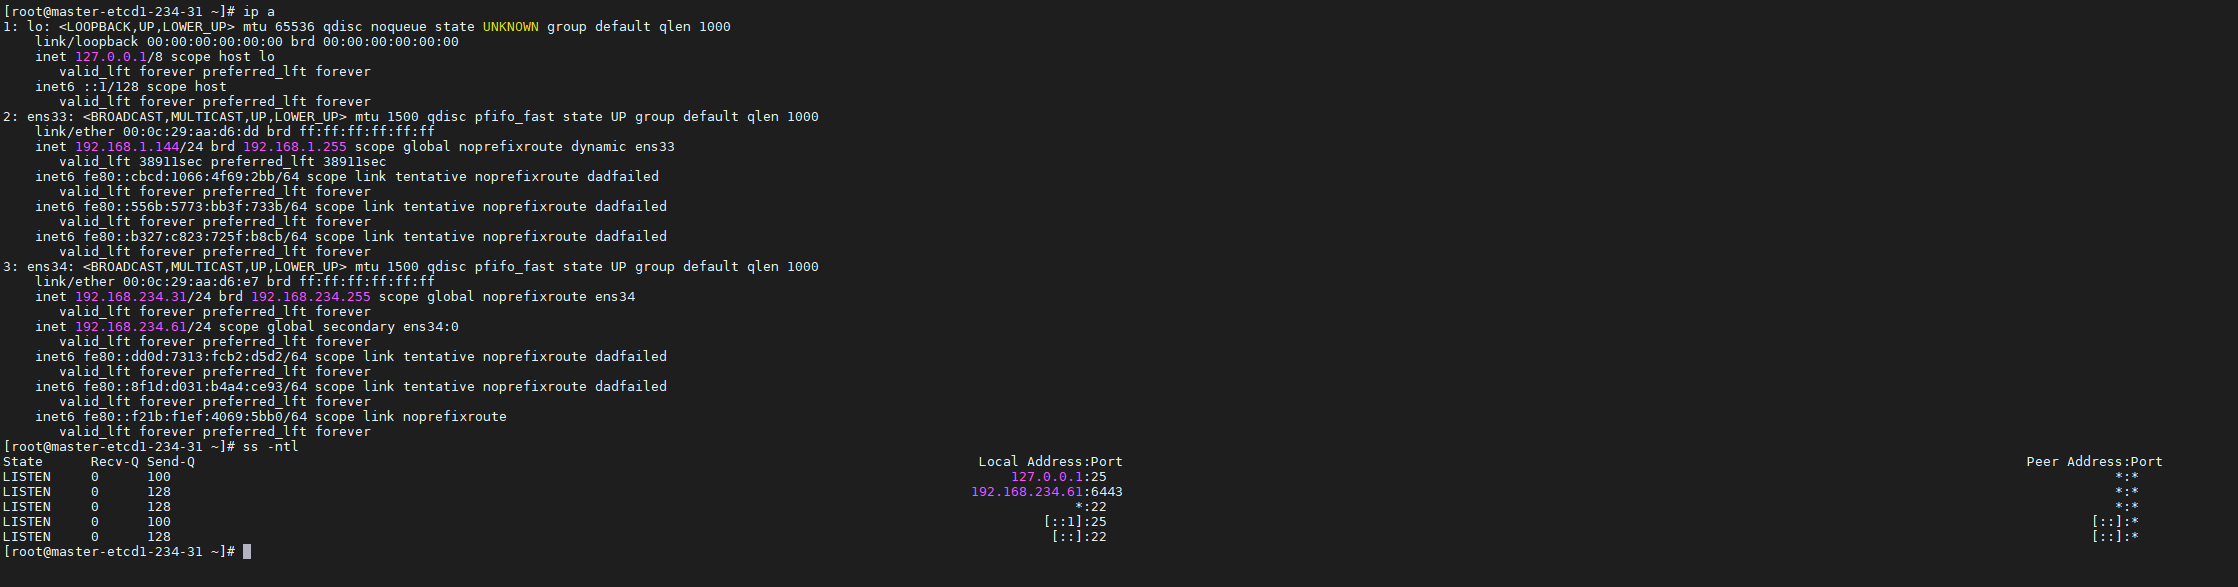 [root@master-etcd1-234-31 ~]# ip a
1: lo: <LOOPBACK,UP,LOWER_UP> mtu 65536 qdisc noqueue state UNKNOWN group default qlen 1000
    link/loopback 00:00:00:00:00:00 brd 00:00:00:00:00:00
    inet 127.0.0.1/8 scope host lo
       valid_lft forever preferred_lft forever
    inet6 ::1/128 scope host
       valid_lft forever preferred_lft forever
2: ens33: <BROADCAST,MULTICAST,UP,LOWER_UP> mtu 1500 qdisc pfifo_fast state UP group default qlen 1000
    link/ether 00:0c:29:aa:d6:dd brd ff:ff:ff:ff:ff:ff
    inet 192.168.1.144/24 brd 192.168.1.255 scope global noprefixroute dynamic ens33
       valid_lft 38911sec preferred_lft 38911sec
    inet6 fe80::cbcd:1066:4f69:2bb/64 scope link tentative noprefixroute dadfailed
       valid_lft forever preferred_lft forever
    inet6 fe80::556b:5773:bb3f:733b/64 scope link tentative noprefixroute dadfailed
       valid_lft forever preferred_lft forever
    inet6 fe80::b327:c823:725f:b8cb/64 scope link tentative noprefixroute dadfailed
       valid_lft forever preferred_lft forever
3: ens34: <BROADCAST,MULTICAST,UP,LOWER_UP> mtu 1500 qdisc pfifo_fast state UP group default qlen 1000
    link/ether 00:0c:29:aa:d6:e7 brd ff:ff:ff:ff:ff:ff
    inet 192.168.234.31/24 brd 192.168.234.255 scope global noprefixroute ens34
       valid_lft forever preferred_lft forever
    inet 192.168.234.61/24 scope global secondary ens34:0
       valid_lft forever preferred_lft forever
    inet6 fe80::dd0d:7313:fcb2:d5d2/64 scope link tentative noprefixroute dadfailed
       valid_lft forever preferred_lft forever
    inet6 fe80::8f1d:d031:b4a4:ce93/64 scope link tentative noprefixroute dadfailed
       valid_lft forever preferred_lft forever
    inet6 fe80::f21b:f1ef:4069:5bb0/64 scope link noprefixroute
       valid_lft forever preferred_lft forever
[root@master-etcd1-234-31 ~]# ss -ntl
State      Recv-Q Send-Q      Local Address:Port      Peer Address:Port
LISTEN     0      100      127.0.0.1:25      *:*
LISTEN     0      128      192.168.234.61:6443      *:*
LISTEN     0      128      *:22      *:*
LISTEN     0      100      [::1]:25      [::]:*
LISTEN     0      128      [::]:22      [::]:*
[root@master-etcd1-234-31 ~]#